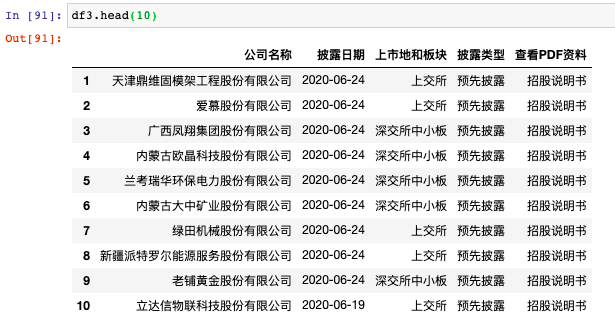 In [91]: df3.head(10)
Out[91]:
公司名称 披露日期 上市地和板块 披露类型 查看PDF资料
1 天津鼎维固模架工程股份有限公司 2020-06-24 上交所 预先披露 招股说明书
2 爱慕股份有限公司 2020-06-24 上交所 预先披露 招股说明书
3 广西凤翔集团股份有限公司 2020-06-24 深交所中小板 预先披露 招股说明书
4 内蒙古欧晶科技股份有限公司 2020-06-24 深交所中小板 预先披露 招股说明书
5 兰考瑞华环保电力股份有限公司 2020-06-24 深交所中小板 预先披露 招股说明书
6 内蒙古大中矿业股份有限公司 2020-06-24 深交所中小板 预先披露 招股说明书
7 绿田机械股份有限公司 2020-06-24 上交所 预先披露 招股说明书
8 新疆派特罗尔能源服务股份有限公司 2020-06-24 上交所 预先披露 招股说明书
9 老铺黄金股份有限公司 2020-06-24 深交所中小板 预先披露 招股说明书
10 立达信物联科技股份有限公司 2020-06-19 上交所 预先披露 招股说明书